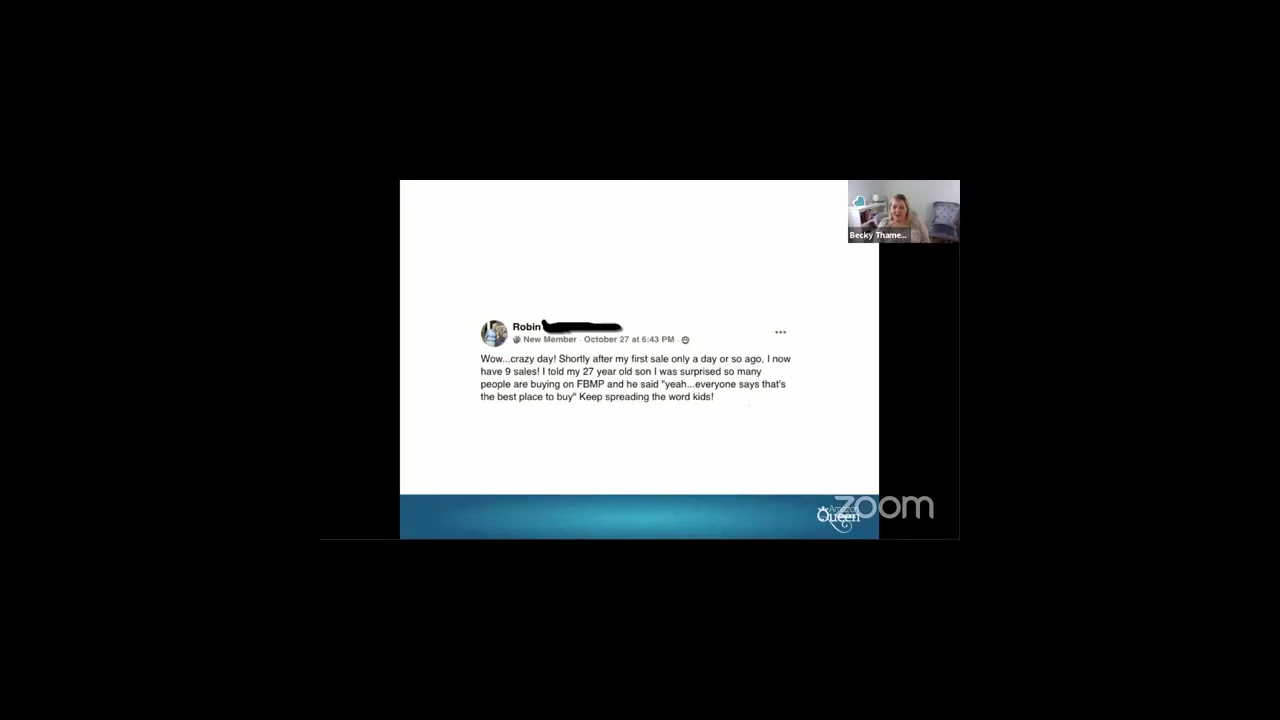 Becky Thame...
Robin
New Member · October 27 at 6:43 PM ·
Wow...crazy day! Shortly after my first sale only a day or so ago, I now
have 9 sales! I told my 27 year old son I was surprised so many
people are buying on FBMP and he said "yeah...everyone says that's
the best place to buy" Keep spreading the word kids!
zoom
Amazon
Queen